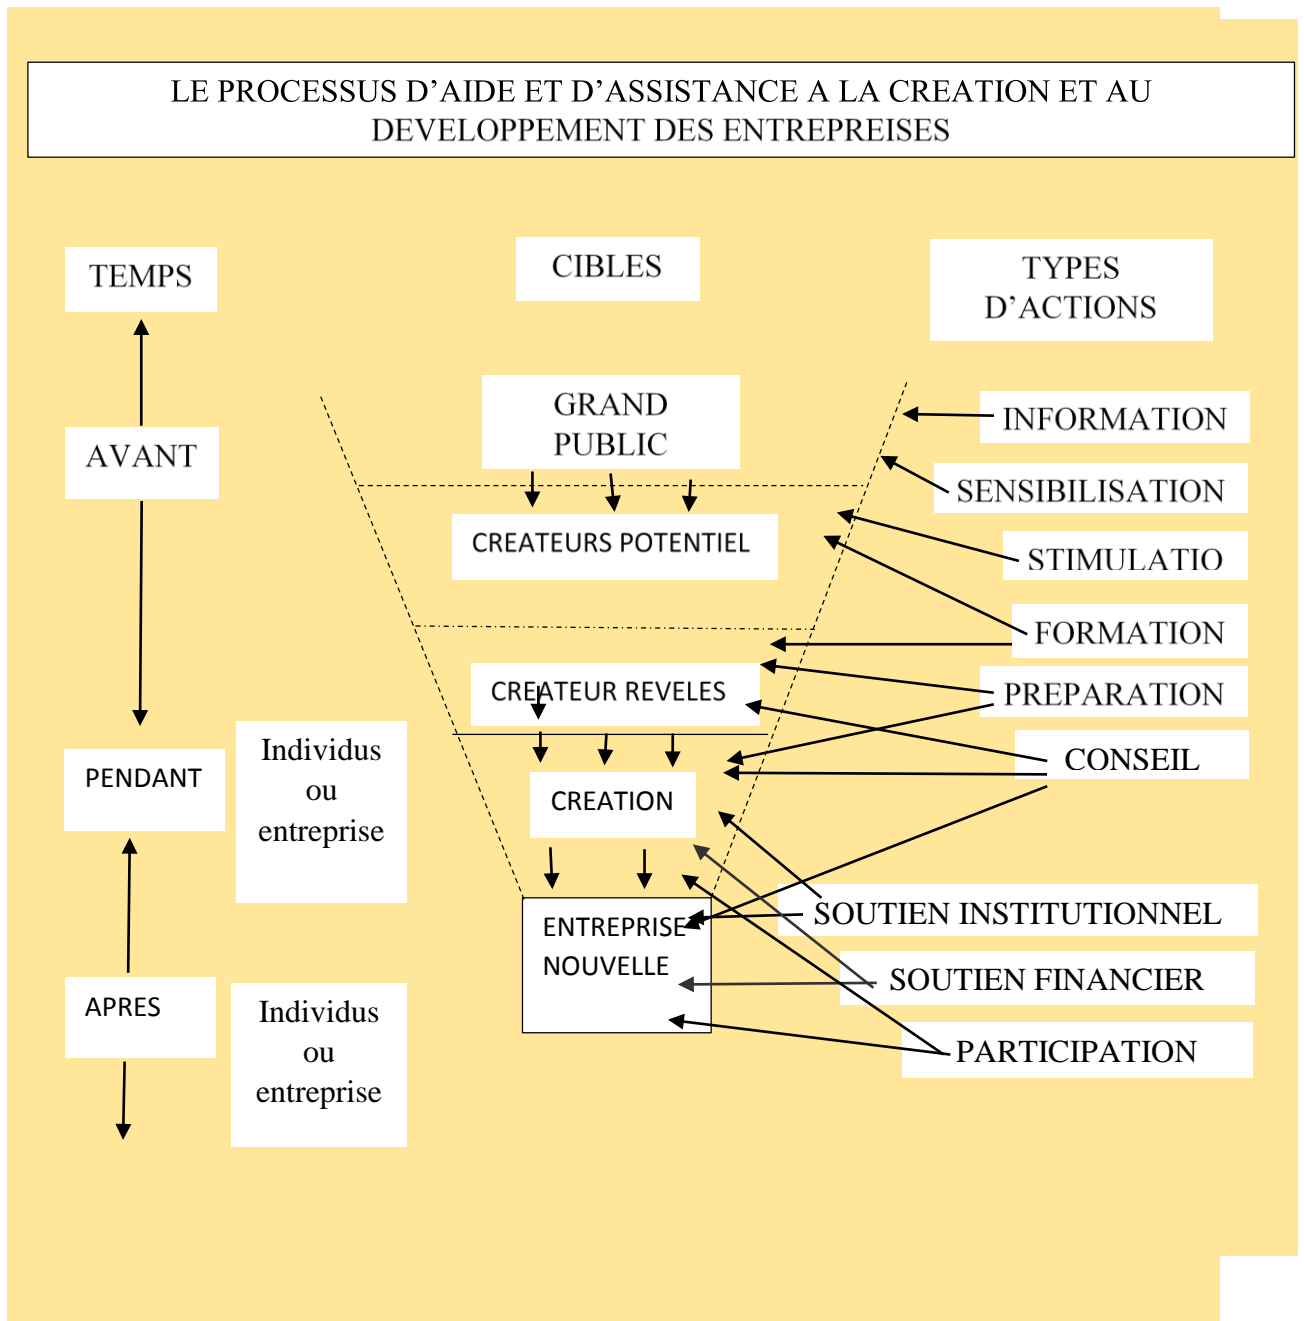 LE PROCESSUS D’AIDE ET D’ASSISTANCE A LA CREATION ET AU
DEVELOPPEMENT DES ENTREPREISES
TEMPS
CIBLES
TYPES
D’ACTIONS
AVANT
GRAND
PUBLIC
INFORMATION
SENSIBILISATION
CREATEURS POTENTIEL
STIMULATIO
FORMATION
CREATEUR REVELES
PREPARATION
PENDANT
Individus
ou
entreprise
CREATION
CONSEIL
ENTREPRISE
NOUVELLE
SOUTIEN INSTITUTIONNEL
SOUTIEN FINANCIER
APRES
Individus
ou
entreprise
PARTICIPATION